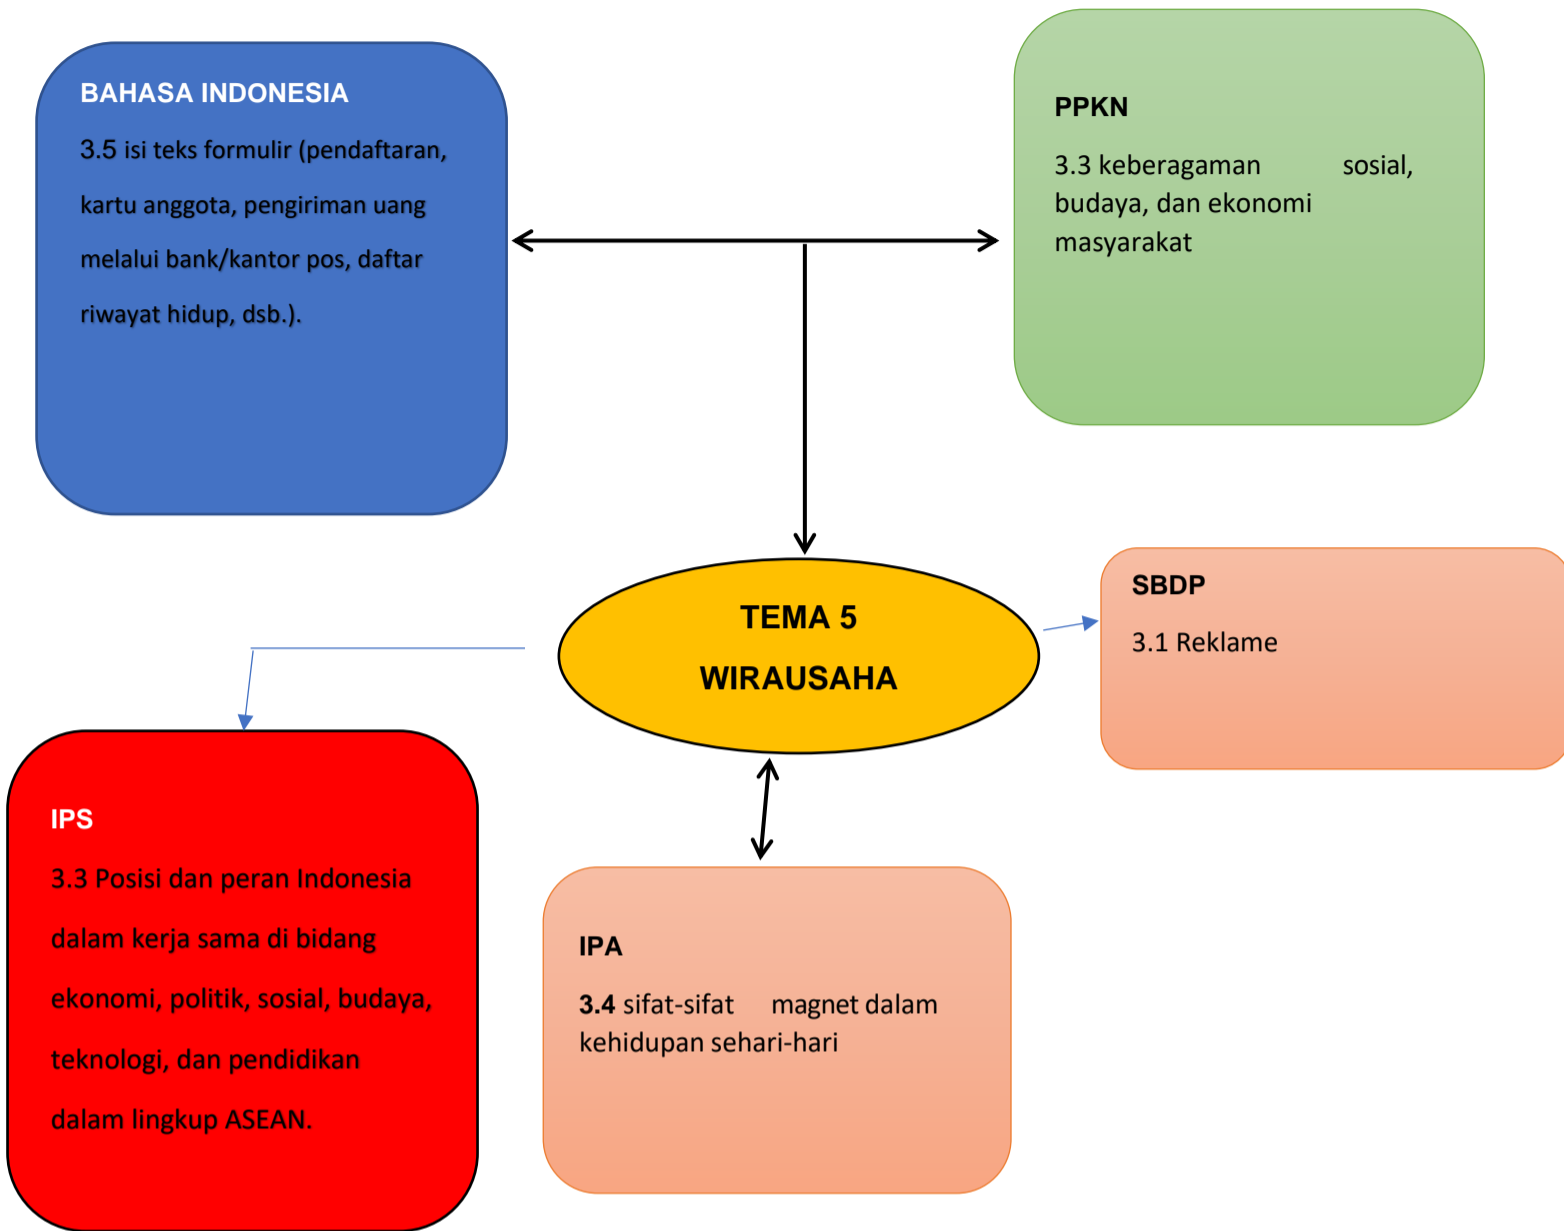 BAHASA INDONESIA
3.5 isi teks formulir (pendaftaran,
kartu anggota, pengiriman uang
melalui bank/kantor pos, daftar
riwayat hidup, dsb.).
PPKN
3.3 keberagaman sosial,
budaya, dan ekonomi
masyarakat
TEMA 5
WIRAUSAHA
SBDP
3.1 Reklame
IPS
3.3 Posisi dan peran Indonesia
dalam kerja sama di bidang
ekonomi, politik, sosial, budaya,
teknologi, dan pendidikan
dalam lingkup ASEAN.
IPA
3.4 sifat-sifat magnet dalam
kehidupan sehari-hari